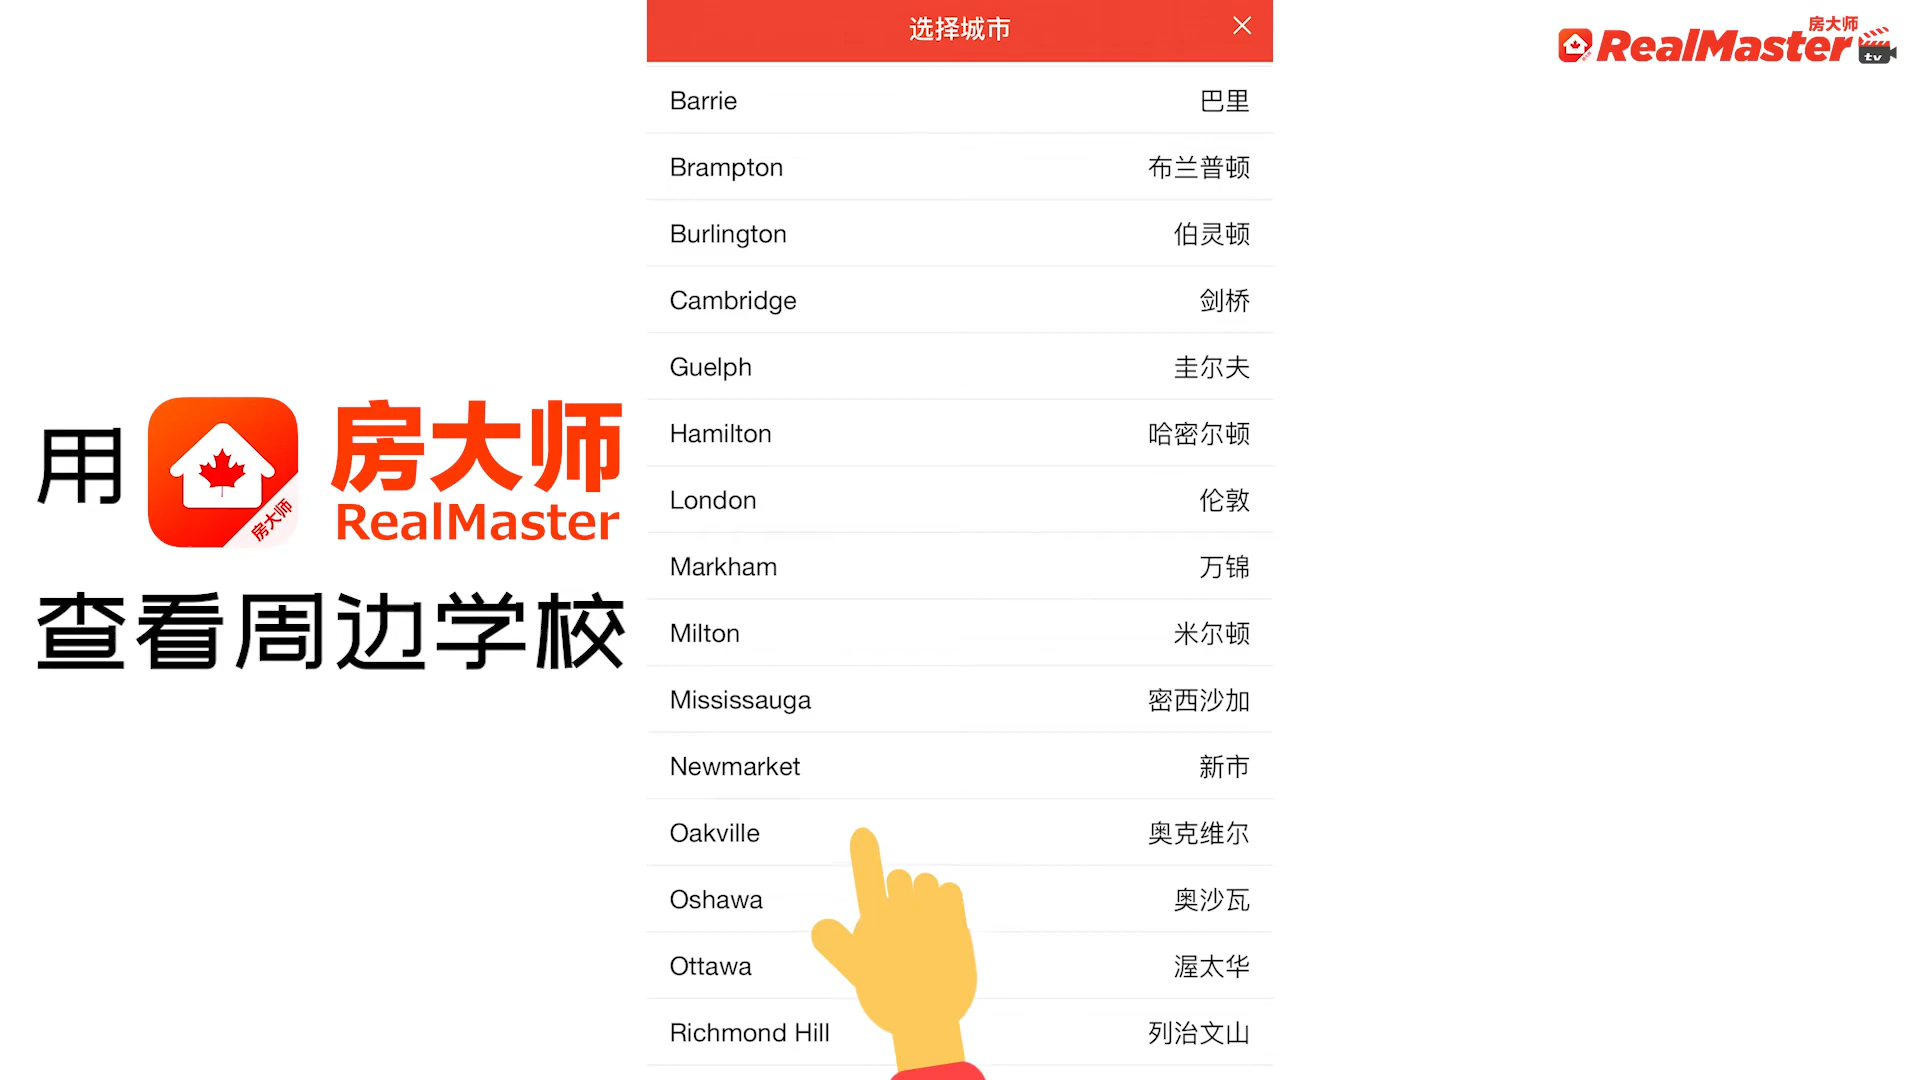 选择城市
房大师
RealMaster
tv
Barrie 巴里
Brampton 布兰普顿
Burlington 伯灵顿
Cambridge 剑桥
Guelph 圭尔夫
Hamilton 哈密尔顿
London 伦敦
Markham 万锦
Milton 米尔顿
Mississauga 密西沙加
Newmarket 新市
Oakville 奥克维尔
Oshawa 奥沙瓦
Ottawa 渥太华
Richmond Hill 列治文山
用 房大师
房大师
RealMaster
查看周边学校